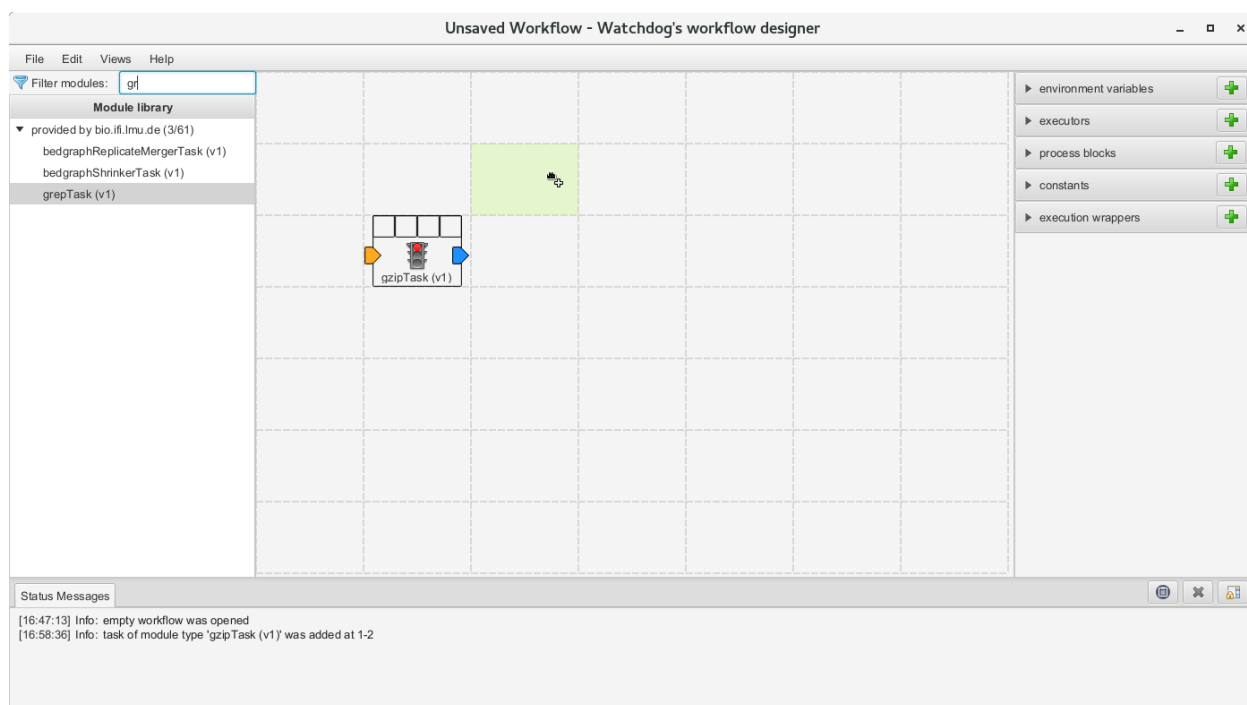 Unsaved Workflow - Watchdog's workflow designer
File Edit Views Help
Filter modules: gr
Module library
provided by bio.ifi.lmu.de (3/61)
bedgraphReplicateMergerTask (v1)
bedgraphShrinkerTask (v1)
grepTask (v1)
gzipTask (v1)
environment variables
executors
process blocks
constants
execution wrappers
Status Messages
[16:47:13] Info: empty workflow was opened
[16:58:36] Info: task of module type 'gzipTask (v1)' was added at 1-2